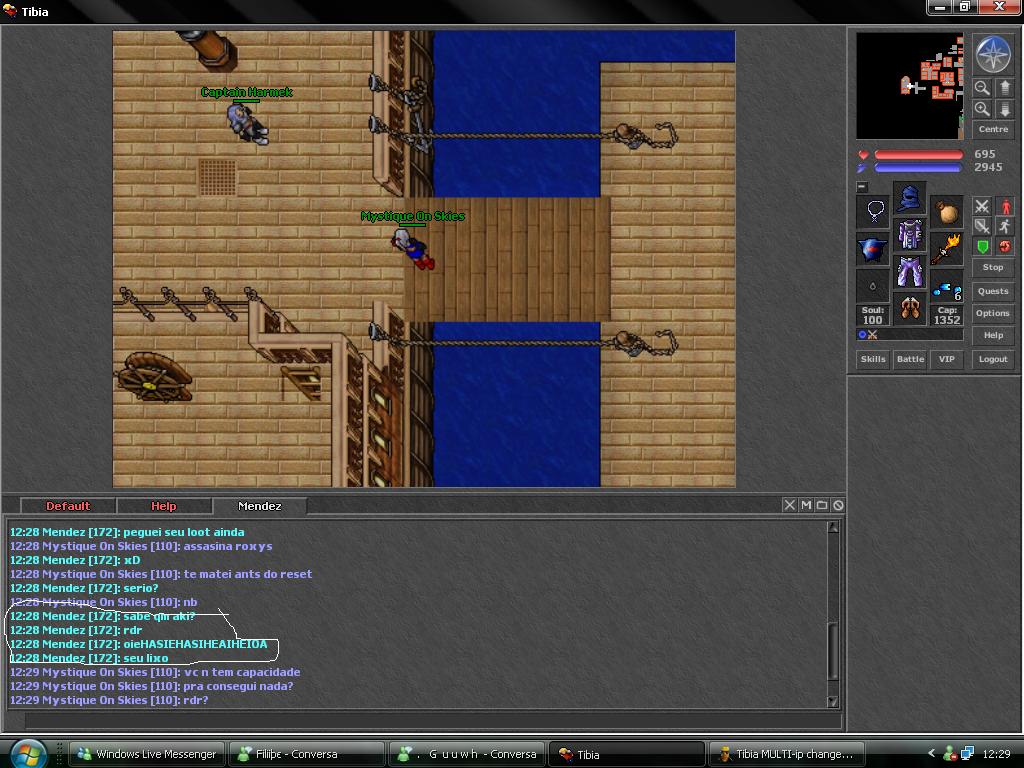 Tibia
Captain Harmek
Mystique On Skies
Centre
695
2945
Soul:
100
6
Cap:
1352
Stop
Quests
Options
Help
Skills
Battle
VIP
Logout
Default
Help
Mendez
12:28 Mendez [172]: peguei seu loot ainda
12:28 Mystique On Skies [110]: assasina roxys
12:28 Mendez [172]: xD
12:28 Mystique On Skies [110]: te matei ants do reset
12:28 Mendez [172]: serio?
12:28 Mystique On Skies [110]: nb
12:28 Mendez [172]: sabe qm aki?
12:28 Mendez [172]: rdr
12:28 Mendez [172]: oieHASIEHASIHEAIHEIOA
12:28 Mendez [172]: seu lixo
12:29 Mystique On Skies [110]: vc n tem capacidade
12:29 Mystique On Skies [110]: pra consegui nada?
12:29 Mystique On Skies [110]: rdr?
Windows Live Messenger
- Conversa
. G u u w h - Conversa
Tibia
Tibia MULTI-ip change...
12:29